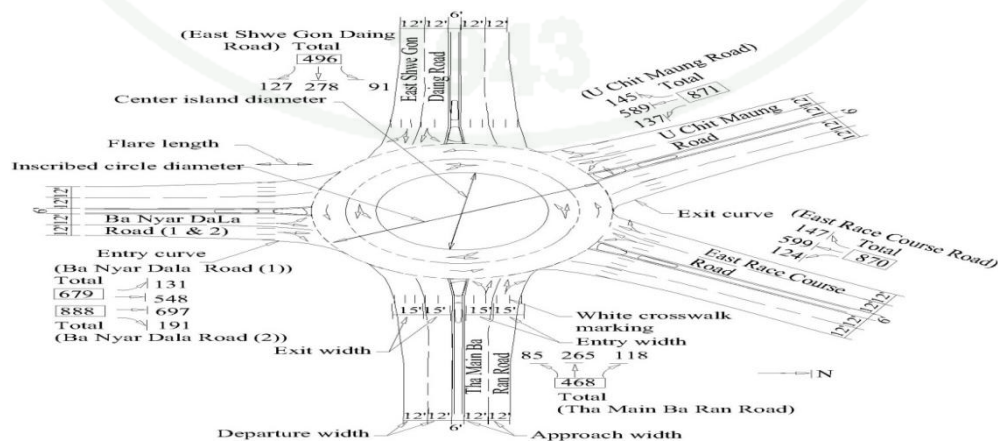 943
6'
12' 12' 12' 12'
(East Shwe Gon Daing
Road) Total
496
127 278 91
East Shwe Gon
Daing Road
(U Chit Maung Road)
Total
145
589
137
871
Center island diameter
U Chit Maung
Road
12' 12' 6' 12' 12'
Flare length
Inscribed circle diameter
12' 12' 6' 12' 12'
Ba Nyar DaLa
Road (1 & 2)
Exit curve
(East Race Course Road)
Total
147
599
124
870
East Race Course
Road
12' 12' 6' 12' 12'
Entry curve
(Ba Nyar Dala Road (1))
Total 131
679 548
888 697
Total 191
(Ba Nyar Dala Road (2))
15' 15' 15' 15'
White crosswalk
marking
Exit width
Entry width
Tha Main Ba
Ran Road
85 265 118
468
Total
(Tha Main Ba Ran Road)
N
12' 12' 12' 12'
6'
Departure width
Approach width